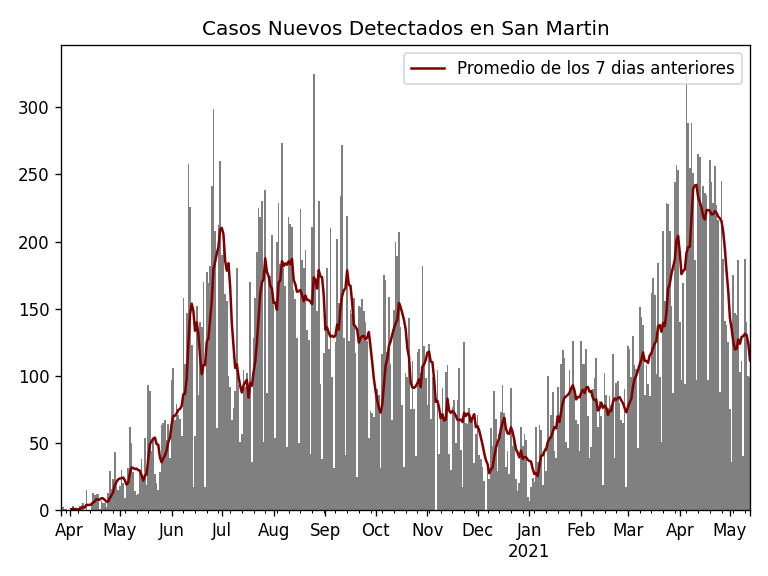 Casos Nuevos Detectados en San Martin
Promedio de los 7 dias anteriores
300
250
200
150
100
50
0
Apr May Jun Jul Aug Sep Oct Nov Dec Jan Feb Mar Apr May
2021